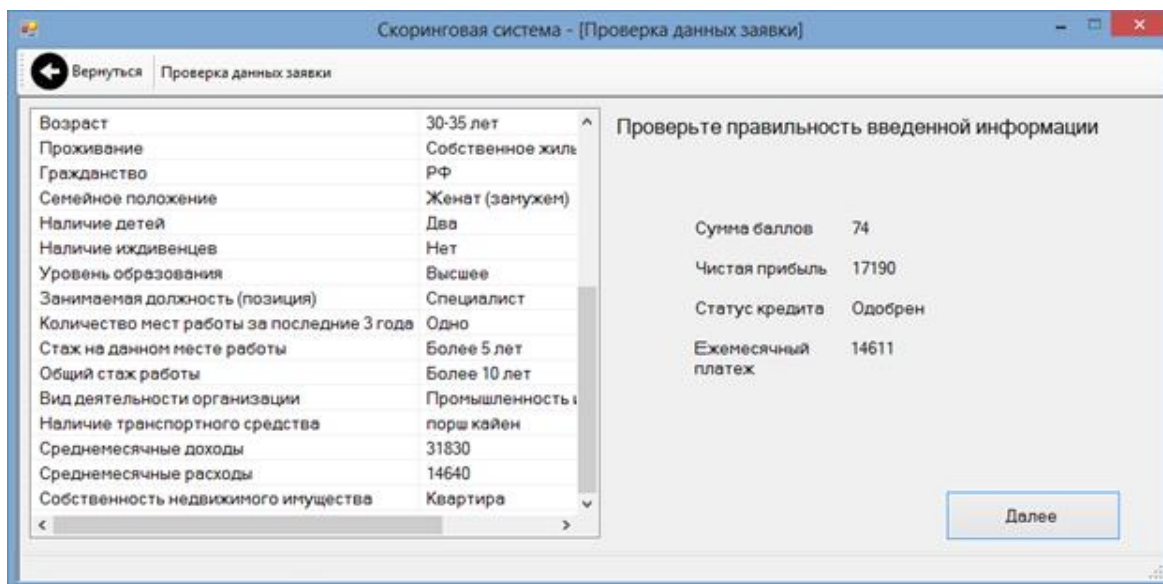 Скоринговая система - [Проверка данных заявки]
Вернуться Проверка данных заявки
Возраст 30-35 лет
Проживание Собственное жиль
Гражданство РФ
Семейное положение Женат (замужем)
Наличие детей Два
Наличие иждивенцев Нет
Уровень образования Высшее
Занимаемая должность (позиция) Специалист
Количество мест работы за последние 3 года Одно
Стаж на данном месте работы Более 5 лет
Общий стаж работы Более 10 лет
Вид деятельности организации Промышленность и
Наличие транспортного средства порш кайен
Среднемесячные доходы 31830
Среднемесячные расходы 14640
Собственность недвижимого имущества Квартира
Проверьте правильность введенной информации
Сумма баллов 74
Чистая прибыль 17190
Статус кредита Одобрен
Ежемесячный 14611
платеж
Далее